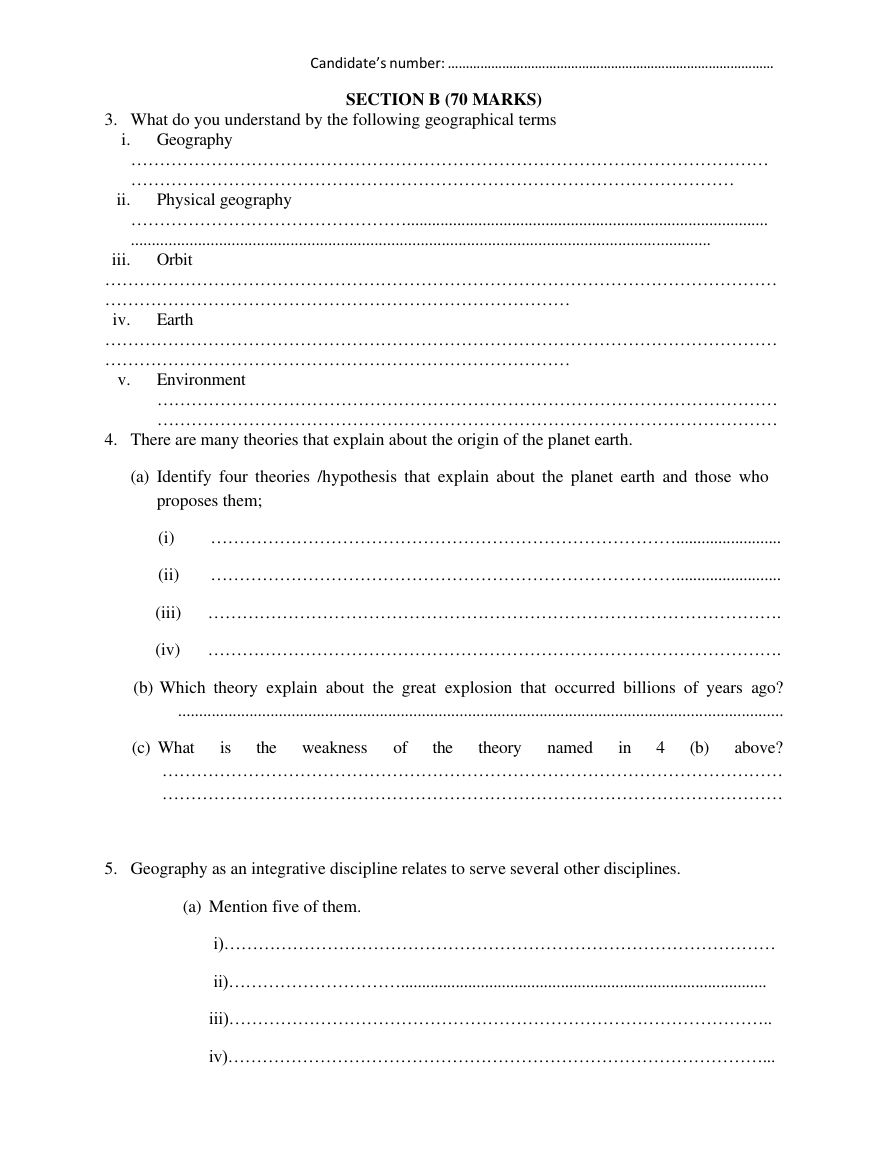 Candidate's number: ………………………………………………………………………………
SECTION B (70 MARKS)
3. What do you understand by the following geographical terms
i. Geography
…………………………………………………………………………………………………
……………………………………………………………………………………………
ii. Physical geography
…………………………………………......................................................................................
..........................................................................................................................................
iii. Orbit
………………………………………………………………………………………………………
………………………………………………………………………
iv. Earth
………………………………………………………………………………………………………
………………………………………………………………………
v. Environment
………………………………………………………………………………………………
………………………………………………………………………………………………
4. There are many theories that explain about the origin of the planet earth.
(a) Identify four theories /hypothesis that explain about the planet earth and those who
proposes them;
(i) ……………………………………………………………………….........................
(ii) ……………………………………………………………………….........................
(iii) ……………………………………………………………………………………….
(iv) ……………………………………………………………………………………….
(b) Which theory explain about the great explosion that occurred billions of years ago?
................................................................................................................................................
(c) What is the weakness of the theory named in 4 (b) above?
………………………………………………………………………………………………
………………………………………………………………………………………………
5. Geography as an integrative discipline relates to serve several other disciplines.
(a) Mention five of them.
i)……………………………………………………………………………………
ii)………………………….......................................................................................
iii)…………………………………………………………………………………..
iv)…………………………………………………………………………………...